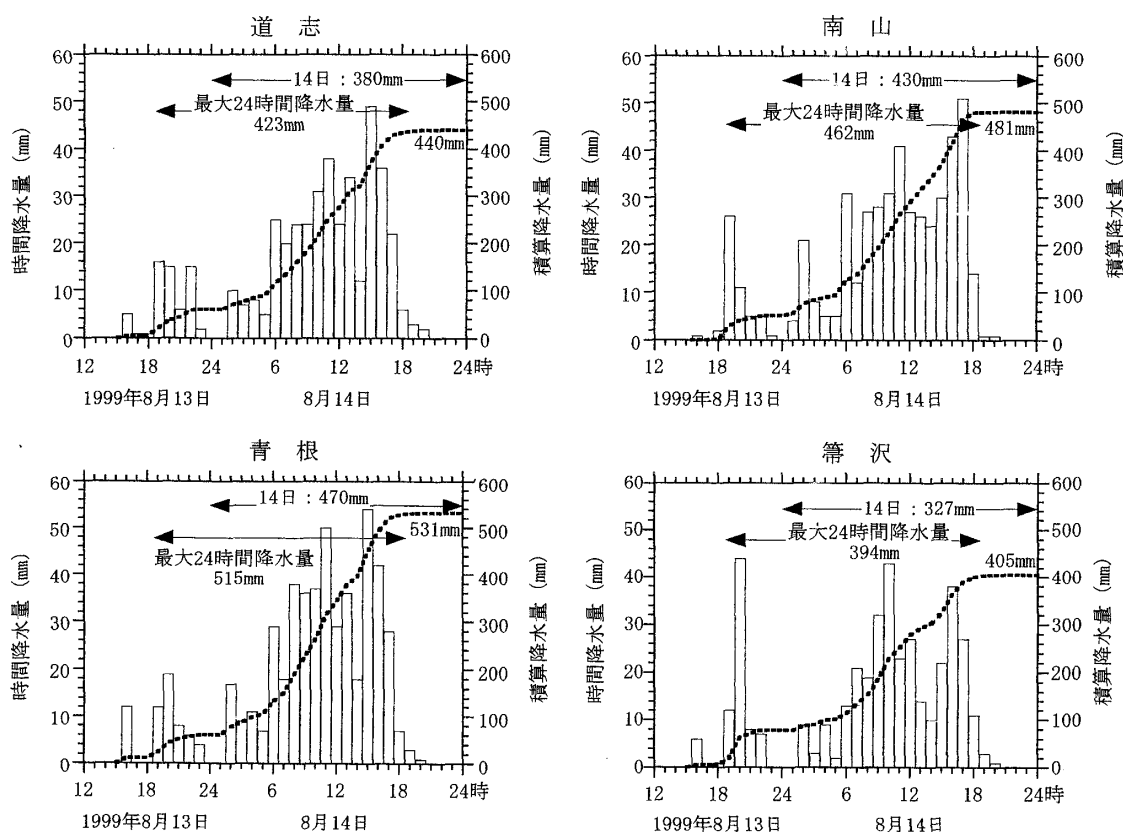 道 志
60
50
40
30
20
10
0
時間降水量 (mm)
600
500
400
300
200
100
0
積算降水量 (mm)
14日:380mm
最大24時間降水量
423mm
440mm
12 18 24 6 12 18 24時
1999年8月13日 8月14日
南 山
60
50
40
30
20
10
0
時間降水量 (mm)
600
500
400
300
200
100
0
積算降水量 (mm)
14日:430mm
最大24時間降水量
462mm
481mm
12 18 24 6 12 18 24時
1999年8月13日 8月14日
青 根
60
50
40
30
20
10
0
時間降水量 (mm)
600
500
400
300
200
100
0
積算降水量 (mm)
14日:470mm
531mm
最大24時間降水量
515mm
12 18 24 6 12 18 24時
1999年8月13日 8月14日
箒 沢
60
50
40
30
20
10
0
時間降水量 (mm)
600
500
400
300
200
100
0
積算降水量 (mm)
14日:327mm
最大24時間降水量
394mm
405mm
12 18 24 6 12 18 24時
1999年8月13日 8月14日